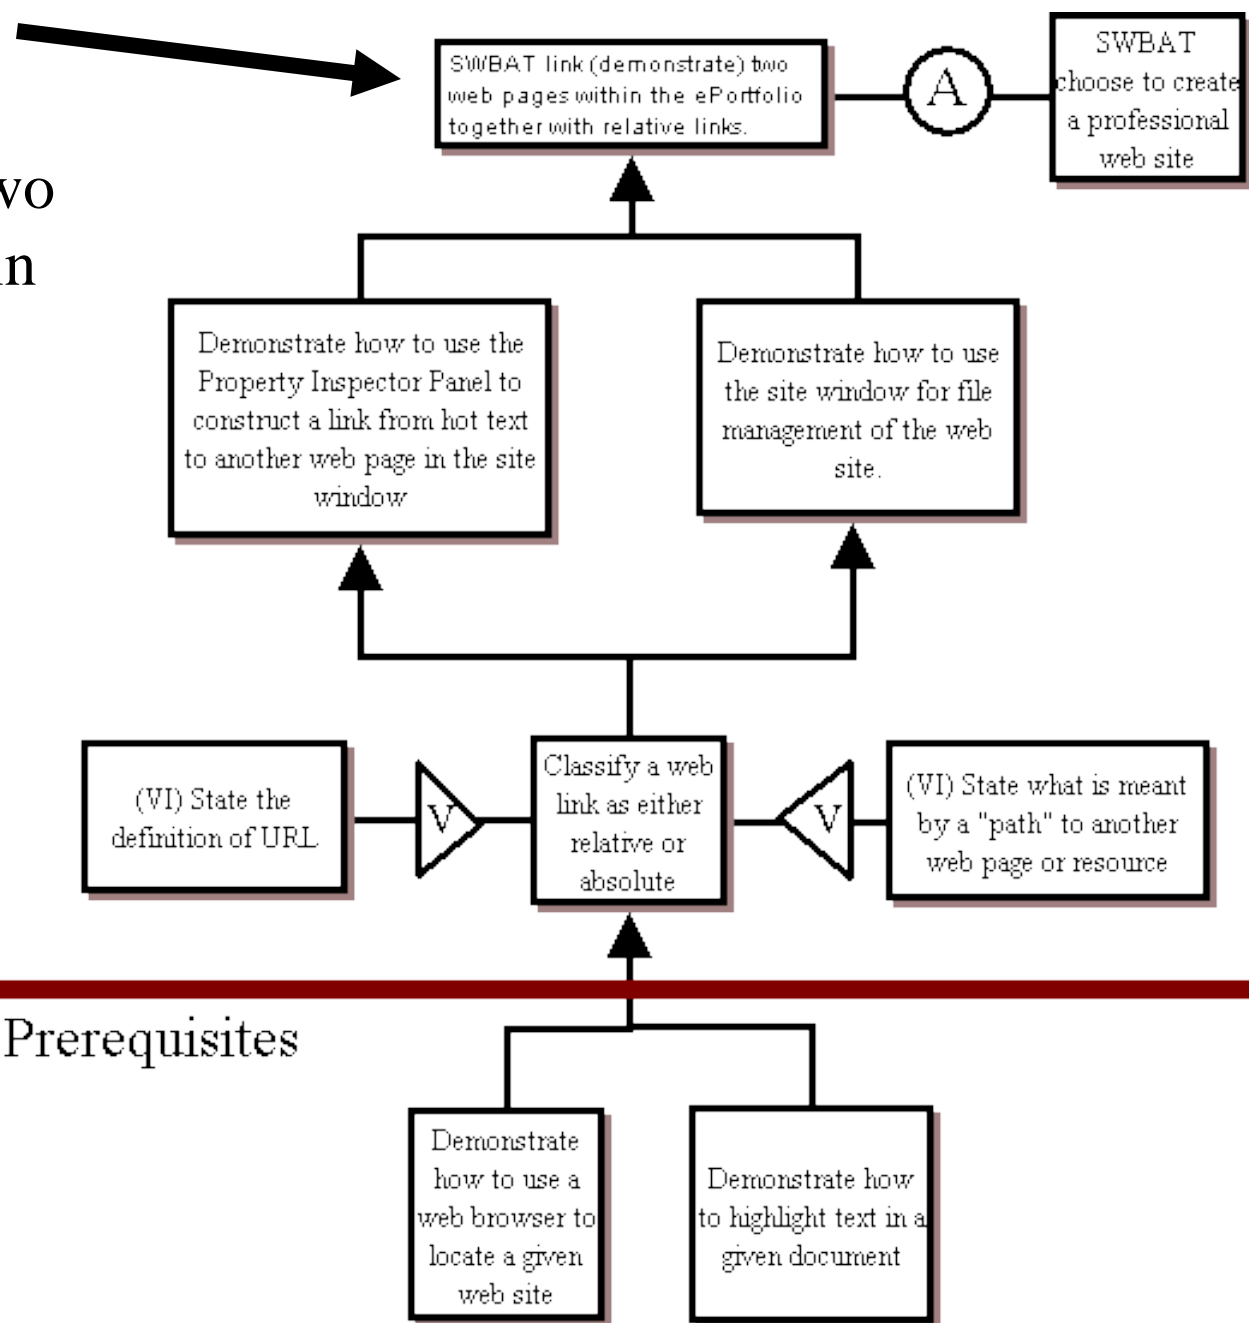 SWBAT link (demonstrate) two
web pages within the ePortfolio
together with relative links.
A
SWBAT
choose to create
a professional
web site
Demonstrate how to use the
Property Inspector Panel to
construct a link from hot text
to another web page in the site
window
Demonstrate how to use
the site window for file
management of the web
site.
(VI) State the
definition of URL
V
Classify a web
link as either
relative or
absolute
V
(VI) State what is meant
by a "path" to another
web page or resource
Prerequisites
Demonstrate
how to use a
web browser to
locate a given
web site
Demonstrate how
to highlight text in a
given document